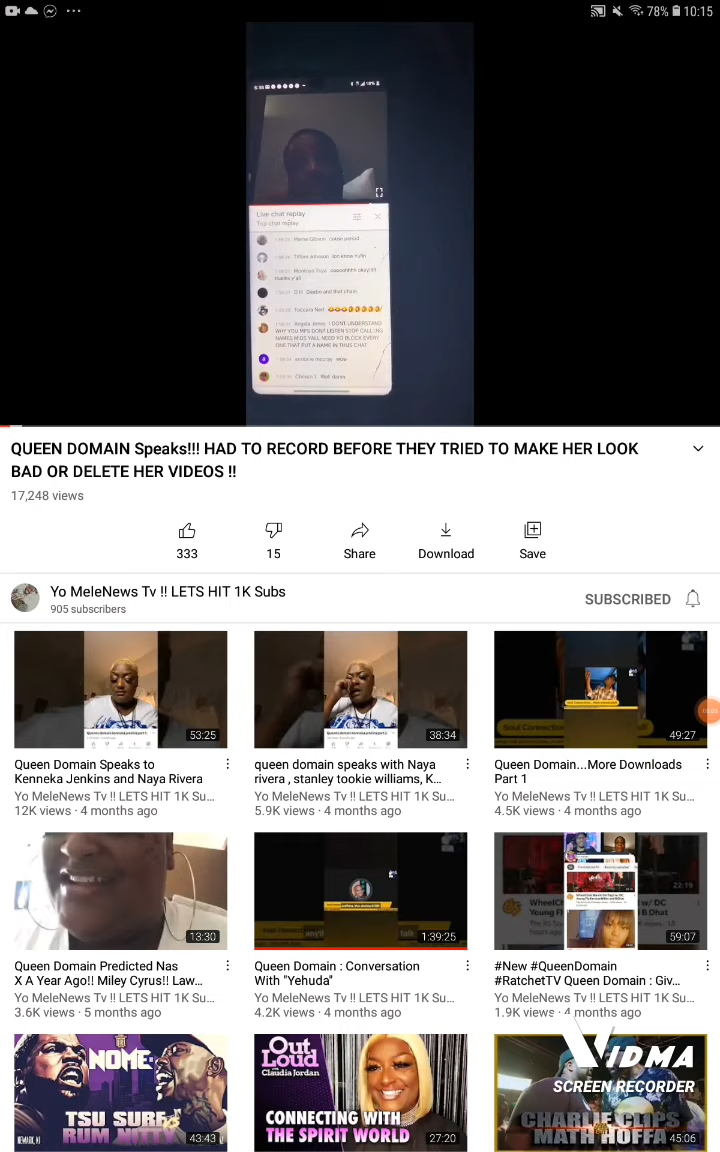 78% 10:15
Live chat replay
Top chat replay
QUEEN DOMAIN Speaks!!! HAD TO RECORD BEFORE THEY TRIED TO MAKE HER LOOK
BAD OR DELETE HER VIDEOS !!
17,248 views
333 15 Share Download Save
Yo MeleNews Tv !! LETS HIT 1K Subs
905 subscribers
SUBSCRIBED
53:25 38:34 49:27
Queen Domain Speaks to
Kenneka Jenkins and Naya Rivera
Yo MeleNews Tv !! LETS HIT 1K Su...
12K views · 4 months ago
queen domain speaks with Naya
rivera , stanley tookie williams, K...
Yo MeleNews Tv !! LETS HIT 1K Su...
5.9K views · 4 months ago
Queen Domain...More Downloads
Part 1
Yo MeleNews Tv !! LETS HIT 1K Su...
4.5K views · 4 months ago
13:30 1:39:25 22:19 59:07
Queen Domain Predicted Nas
X A Year Ago!! Miley Cyrus!! Law...
Yo MeleNews Tv !! LETS HIT 1K Su...
3.6K views · 5 months ago
Queen Domain : Conversation
With "Yehuda"
Yo MeleNews Tv !! LETS HIT 1K Su...
4.2K views · 4 months ago
#New #QueenDomain
#RatchetTV Queen Domain : Giv...
Yo MeleNews Tv !! LETS HIT 1K Su...
1.9K views · 4 months ago
NOME
TSU SURF
VS
RUM NITTY
NEWARK, NJ
43:43
Out
Loud
with
Claudia Jordan
CONNECTING WITH
THE SPIRIT WORLD
27:20
VIDMA
SCREEN RECORDER
CHARLIE CLIPS
MATH HOFFA
45:06